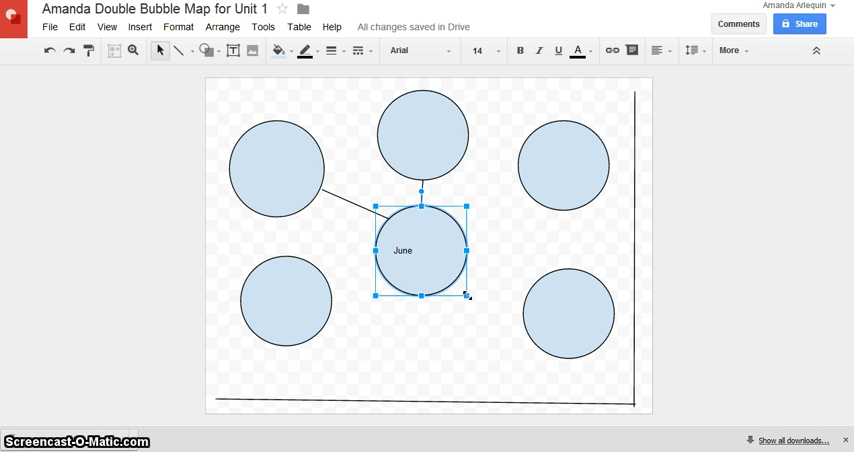 Amanda Double Bubble Map for Unit 1
Amanda Arlequin
File Edit View Insert Format Arrange Tools Table Help All changes saved in Drive
Comments Share
Arial 14 B I U A More
June
Screencast-O-Matic.com
Show all downloads...